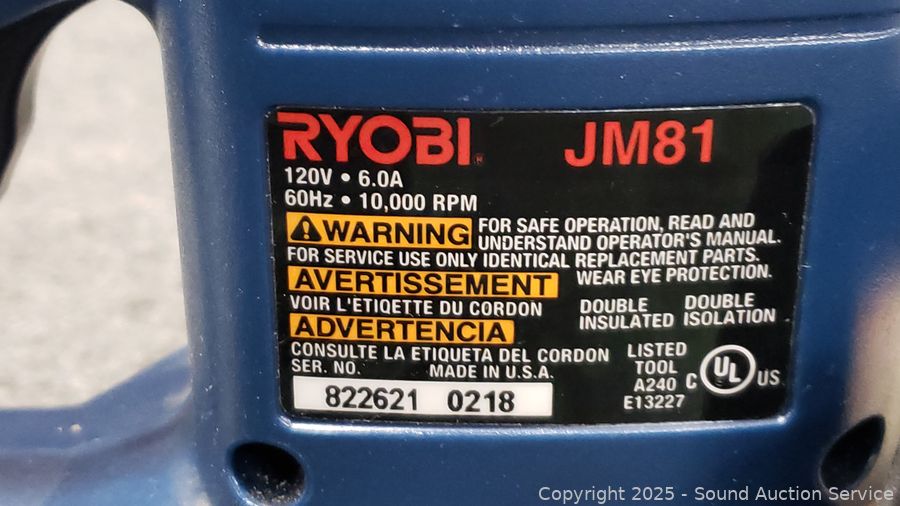 RYOBI JM81
120V • 6.0A
60Hz • 10,000 RPM
WARNING FOR SAFE OPERATION, READ AND
UNDERSTAND OPERATOR'S MANUAL.
FOR SERVICE USE ONLY IDENTICAL REPLACEMENT PARTS.
AVERTISSEMENT WEAR EYE PROTECTION.
VOIR L'ETIQETTE DU CORDON
DOUBLE INSULATED
DOUBLE ISOLATION
ADVERTENCIA
CONSULTE LA ETIQUETA DEL CORDON
SER. NO. MADE IN U.S.A.
822621 0218
LISTED
TOOL
A240
E13227
C UL US
Copyright © 2025 - Sound Auction Service